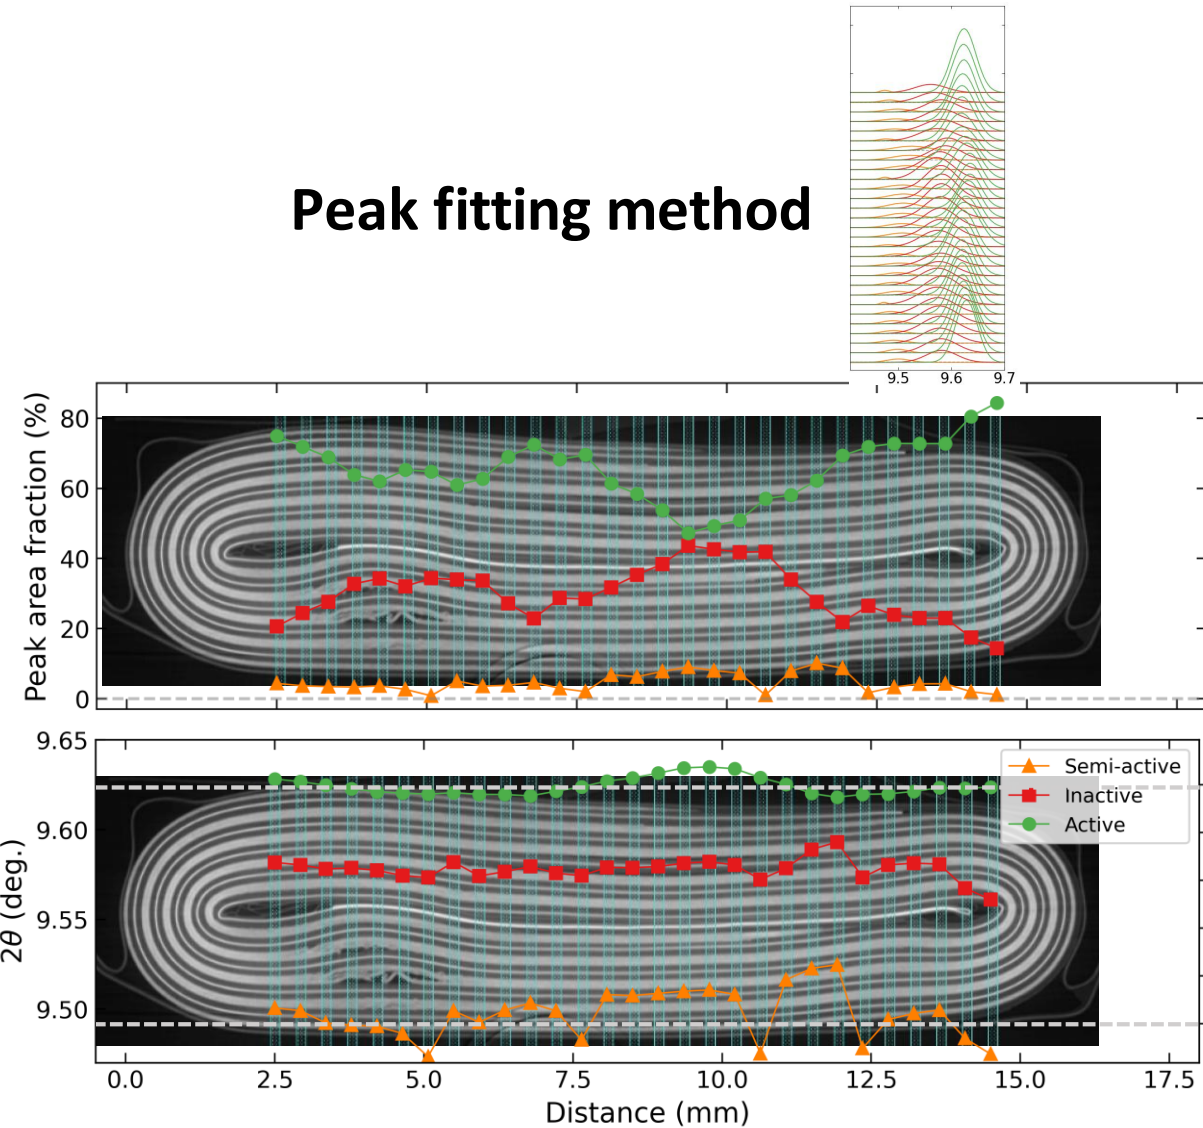 Peak fitting method
9.5 9.6 9.7
Peak area fraction (%)
80
60
40
20
0
2θ (deg.)
9.65
9.60
9.55
9.50
Semi-active
Inactive
Active
0.0 2.5 5.0 7.5 10.0 12.5 15.0 17.5
Distance (mm)